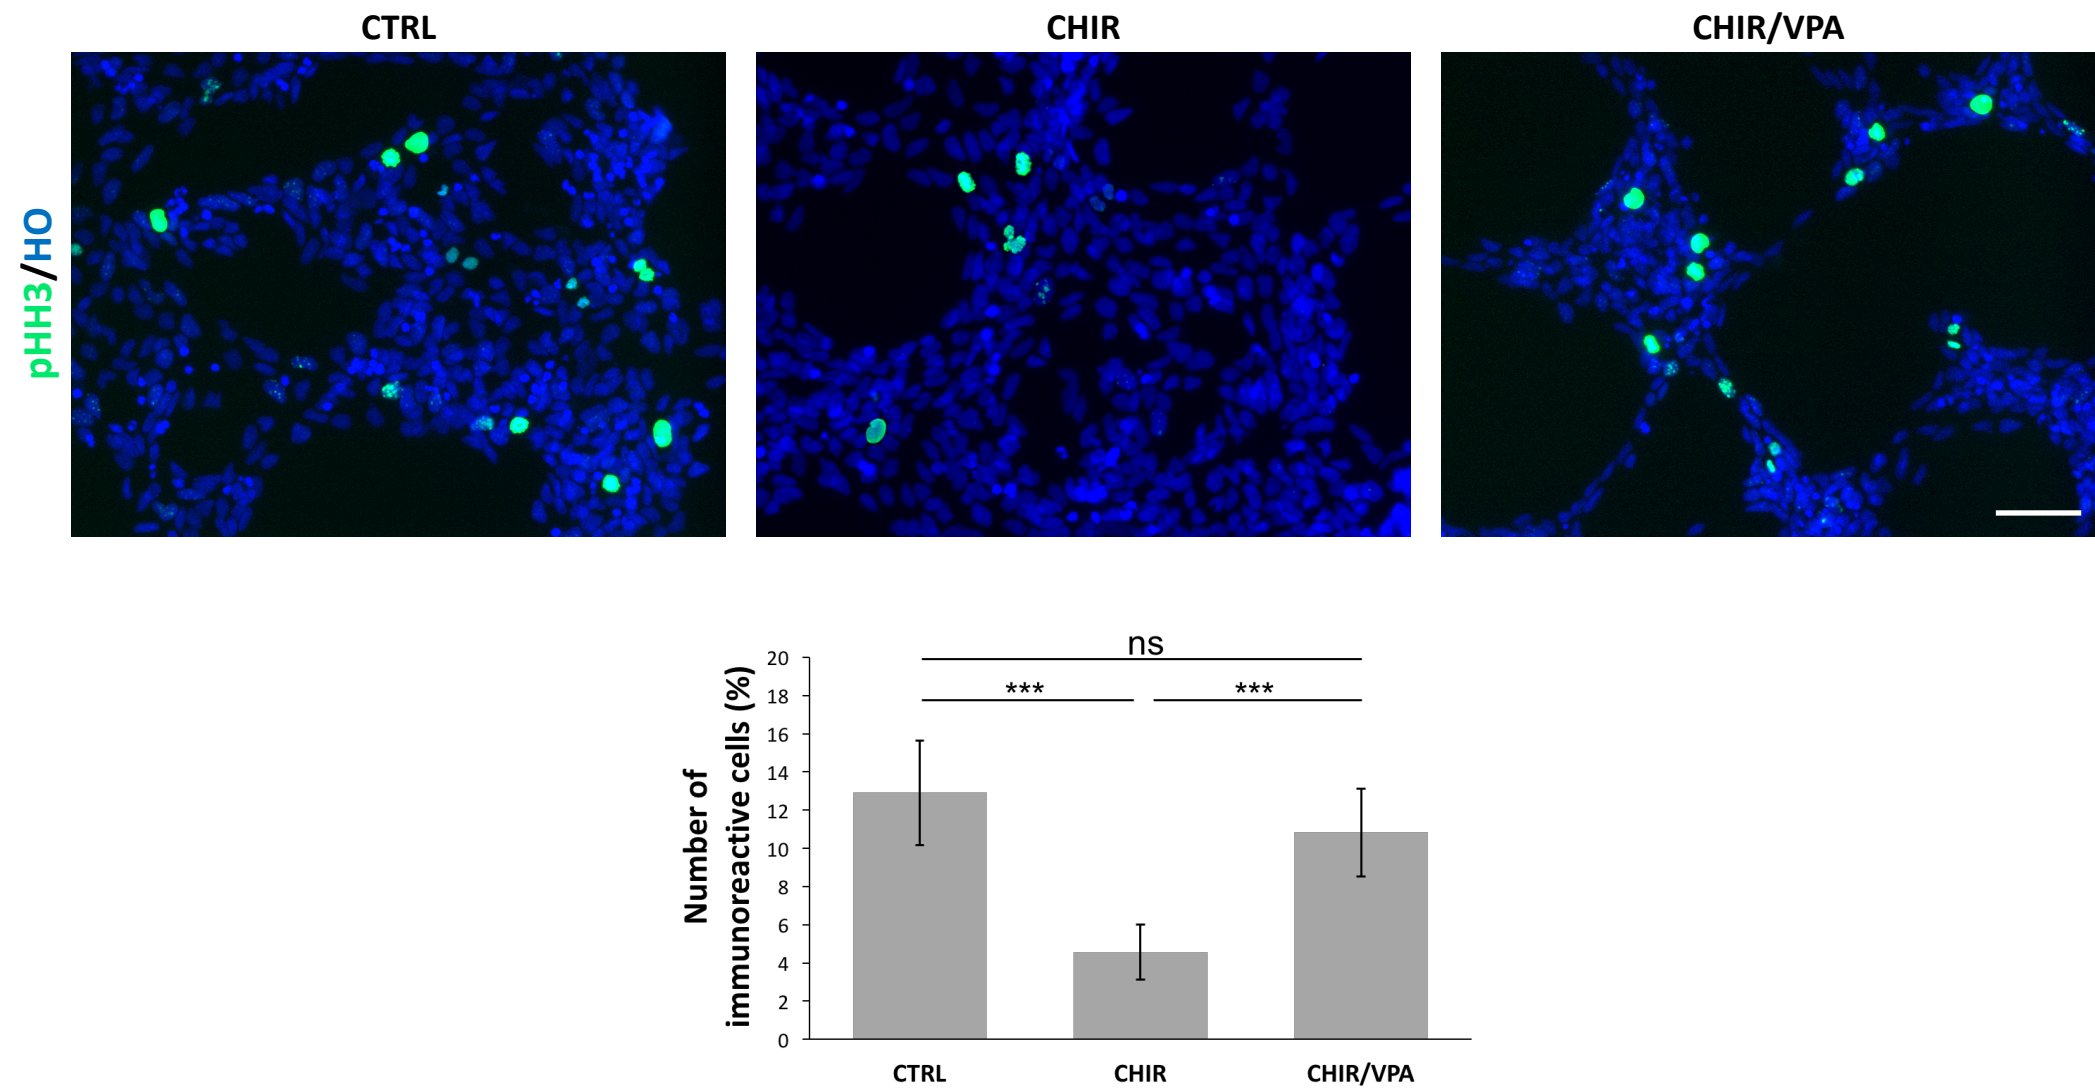 CTRL
CHIR
CHIR/VPA
pHH3/HO
ns
***
***
Number of
immunoreactive cells (%)
20
18
16
14
12
10
8
6
4
2
0
CTRL
CHIR
CHIR/VPA